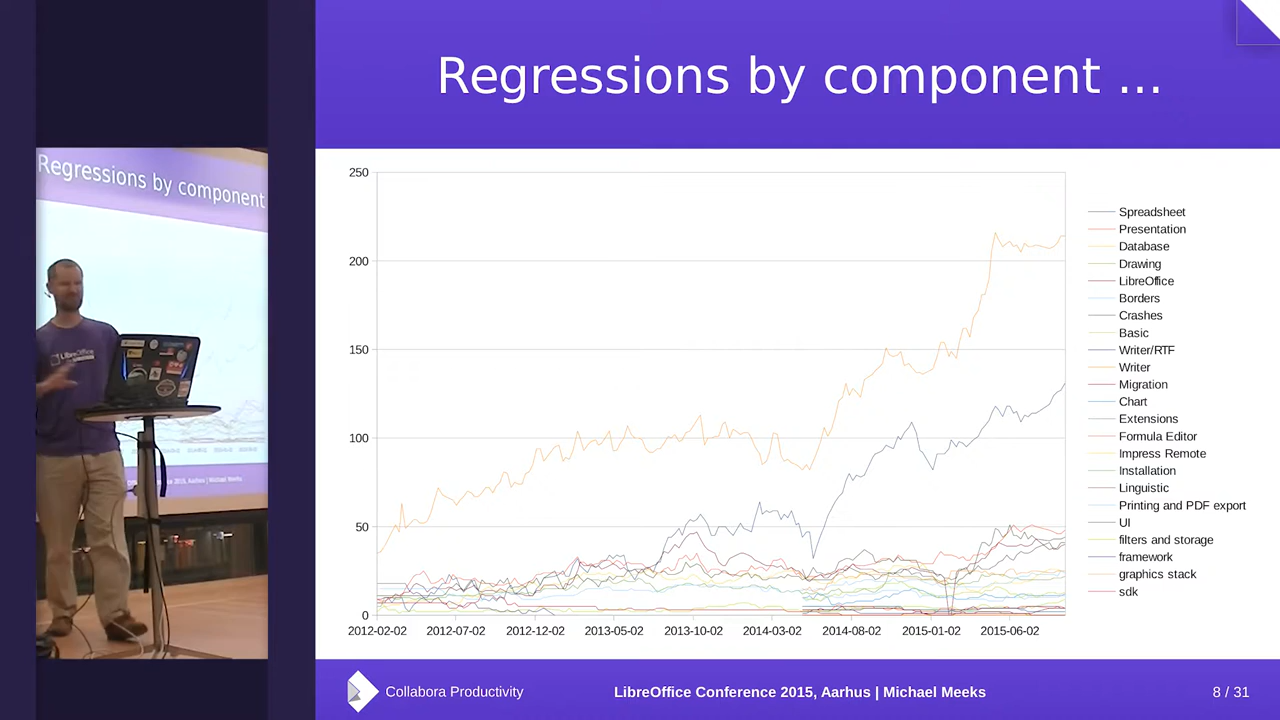 Regressions by component ...
Regressions by component
LibreOffice
250
200
150
100
50
0
2012-02-02 2012-07-02 2012-12-02 2013-05-02 2013-10-02 2014-03-02 2014-08-02 2015-01-02 2015-06-02
Spreadsheet
Presentation
Database
Drawing
LibreOffice
Borders
Crashes
Basic
Writer/RTF
Writer
Migration
Chart
Extensions
Formula Editor
Impress Remote
Installation
Linguistic
Printing and PDF export
UI
filters and storage
framework
graphics stack
sdk
Collabora Productivity
LibreOffice Conference 2015, Aarhus | Michael Meeks
8 / 31